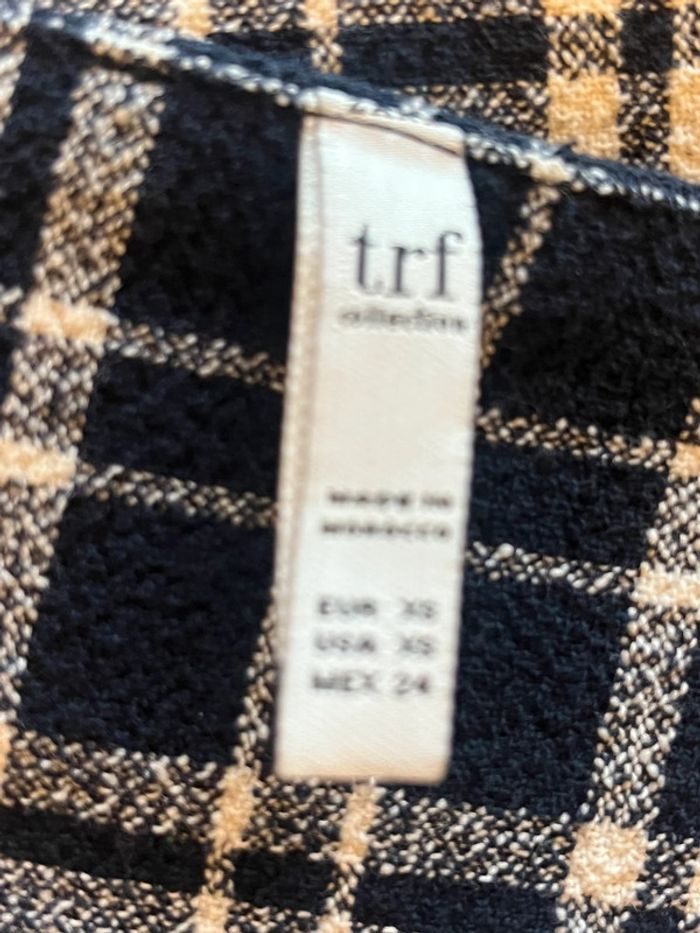 trf
collection
MADE IN
MOROCCO
EUR XS
USA XS
MEX 24